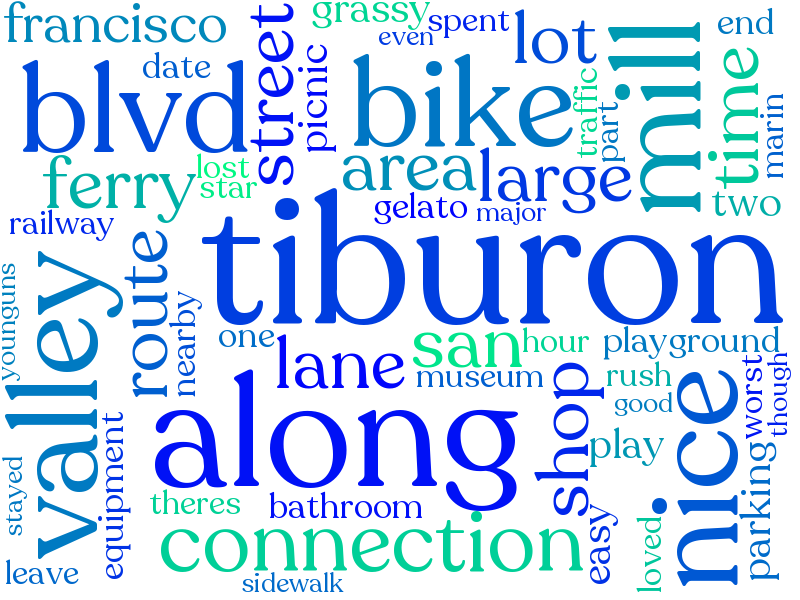 francisco
grassy
even
spent
end
date
street
picnic
lot
blvd
bike
traffic
part
mill
time
marin
ferry
lost
star
area
large
two
railway
gelato
major
tiburon
younguns
valley
route
nearby
one
lane
san
hour
playground
museum
rush
good
worst
though
along
shop
nice
play
parking
equipment
stayed
theres
bathroom
connection
easy
loved
leave
sidewalk